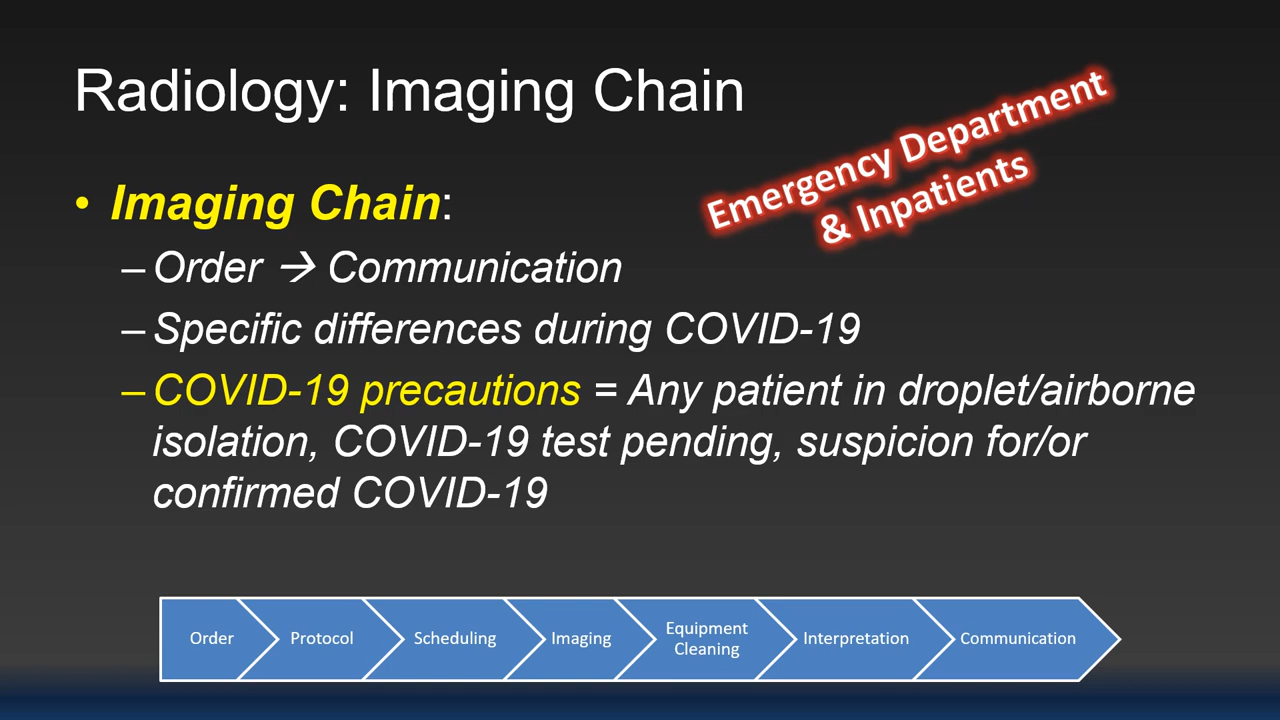 Radiology: Imaging Chain
Emergency Department
& Inpatients
• Imaging Chain:
–Order → Communication
–Specific differences during COVID-19
–COVID-19 precautions = Any patient in droplet/airborne
isolation, COVID-19 test pending, suspicion for/or
confirmed COVID-19
Order
Protocol
Scheduling
Imaging
Equipment
Cleaning
Interpretation
Communication